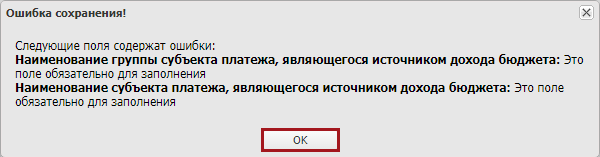 Ошибка сохранения!
Следующие поля содержат ошибки:
Наименование группы субъекта платежа, являющегося источником дохода бюджета: Это
поле обязательно для заполнения
Наименование субъекта платежа, являющегося источником дохода бюджета: Это поле
обязательно для заполнения
OK